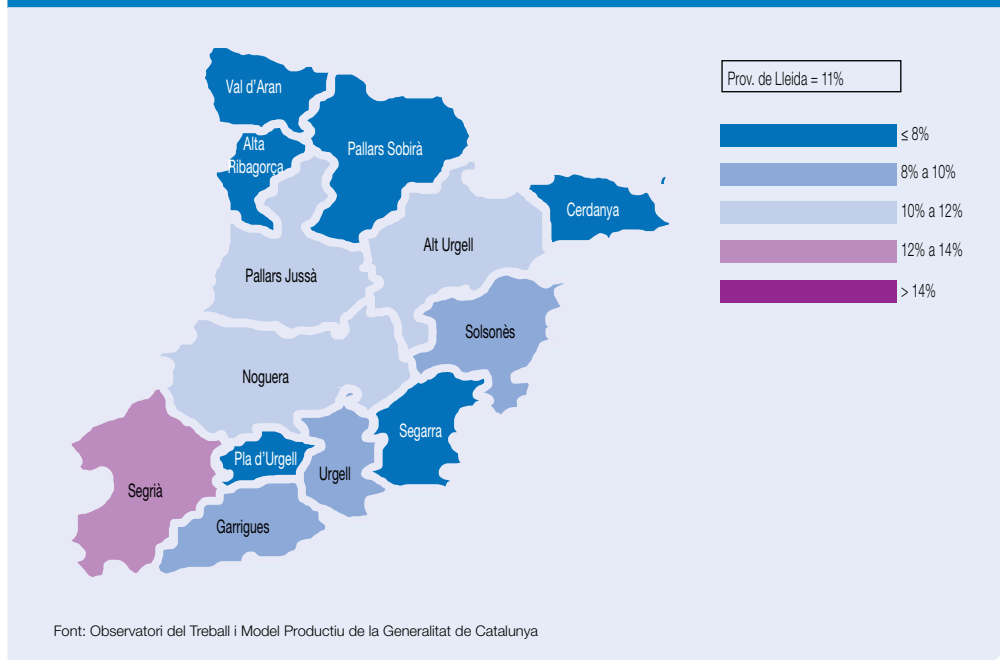 Val d'Aran
Alta
Ribagorça
Pallars Sobirà
Cerdanya
Alt Urgell
Pallars Jussà
Solsonès
Noguera
Segarra
Pla d'Urgell
Urgell
Segrià
Garrigues
Prov. de Lleida = 11%
≤ 8%
8% a 10%
10% a 12%
12% a 14%
> 14%
Font: Observatori del Treball i Model Productiu de la Generalitat de Catalunya